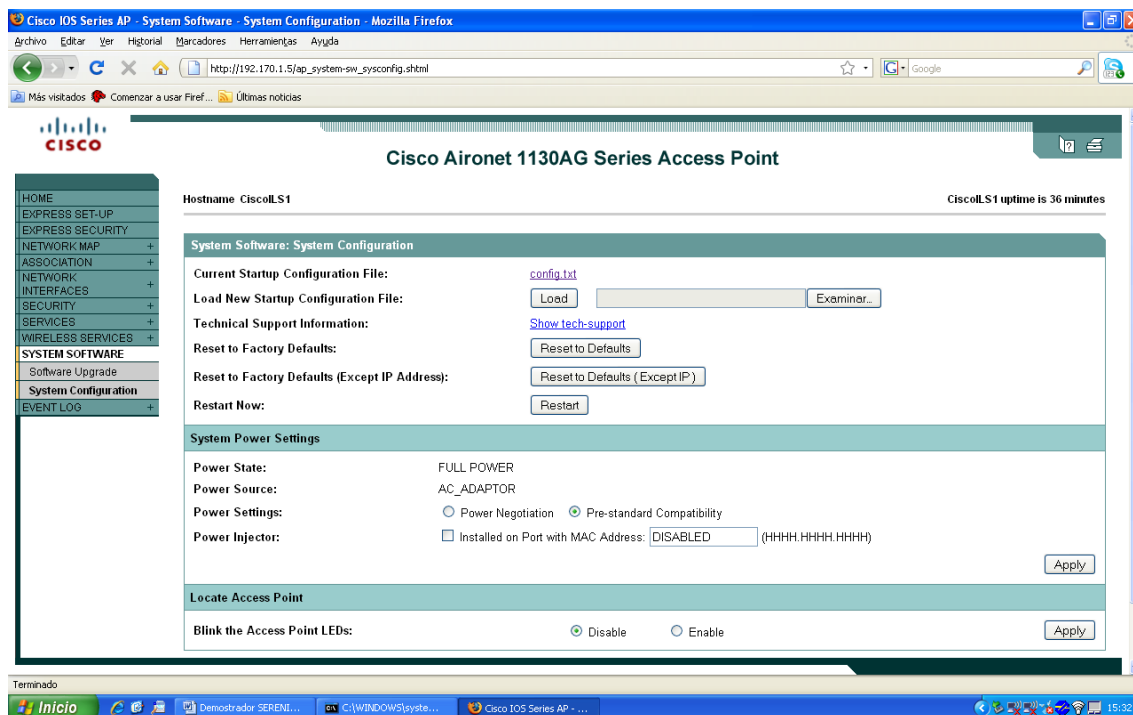 Cisco IOS Series AP - System Software - System Configuration - Mozilla Firefox
Archivo Editar Ver Historial Marcadores Herramientas Ayuda
http://192.170.1.5/ap_system-sw_sysconfig.shtml
G Google
Más visitados Comenzar a usar Firef... Últimas noticias
CISCO
Cisco Aironet 1130AG Series Access Point
HOME
EXPRESS SET-UP
EXPRESS SECURITY
NETWORK MAP +
ASSOCIATION +
NETWORK
INTERFACES +
SECURITY +
SERVICES +
WIRELESS SERVICES +
SYSTEM SOFTWARE
Software Upgrade
System Configuration
EVENT LOG +
Hostname CiscoILS1
CiscoILS1 uptime is 36 minutes
System Software: System Configuration
Current Startup Configuration File: config.txt
Load New Startup Configuration File: Load Examinar...
Technical Support Information: Show tech-support
Reset to Factory Defaults: Reset to Defaults
Reset to Factory Defaults (Except IP Address): Reset to Defaults (Except IP)
Restart Now: Restart
System Power Settings
Power State: FULL POWER
Power Source: AC_ADAPTOR
Power Settings: Power Negotiation Pre-standard Compatibility
Power Injector: Installed on Port with MAC Address: DISABLED (HHHH.HHHH.HHHH)
Apply
Locate Access Point
Blink the Access Point LEDs: Disable Enable Apply
Terminado
Inicio Demostrador SERENI... C:\WINDOWS\syste... Cisco IOS Series AP - ... 15:32